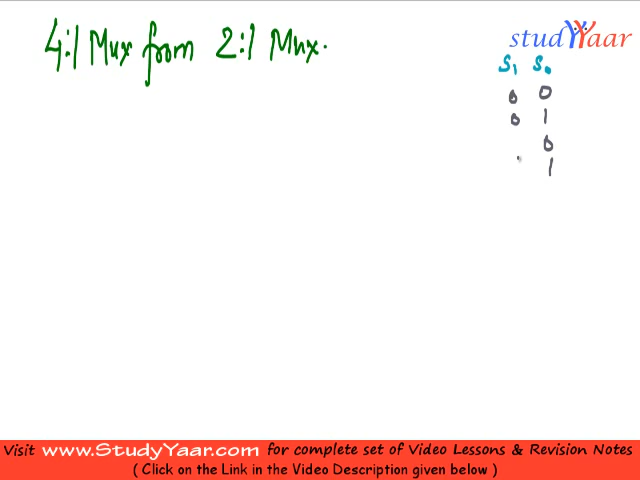 4:1 Mux from 2:1 Mux.
studYYaar
S1 S0
0 0
0 1
0
1
Visit www.StudyYaar.com for complete set of Video Lessons & Revision Notes
( Click on the Link in the Video Description given below )